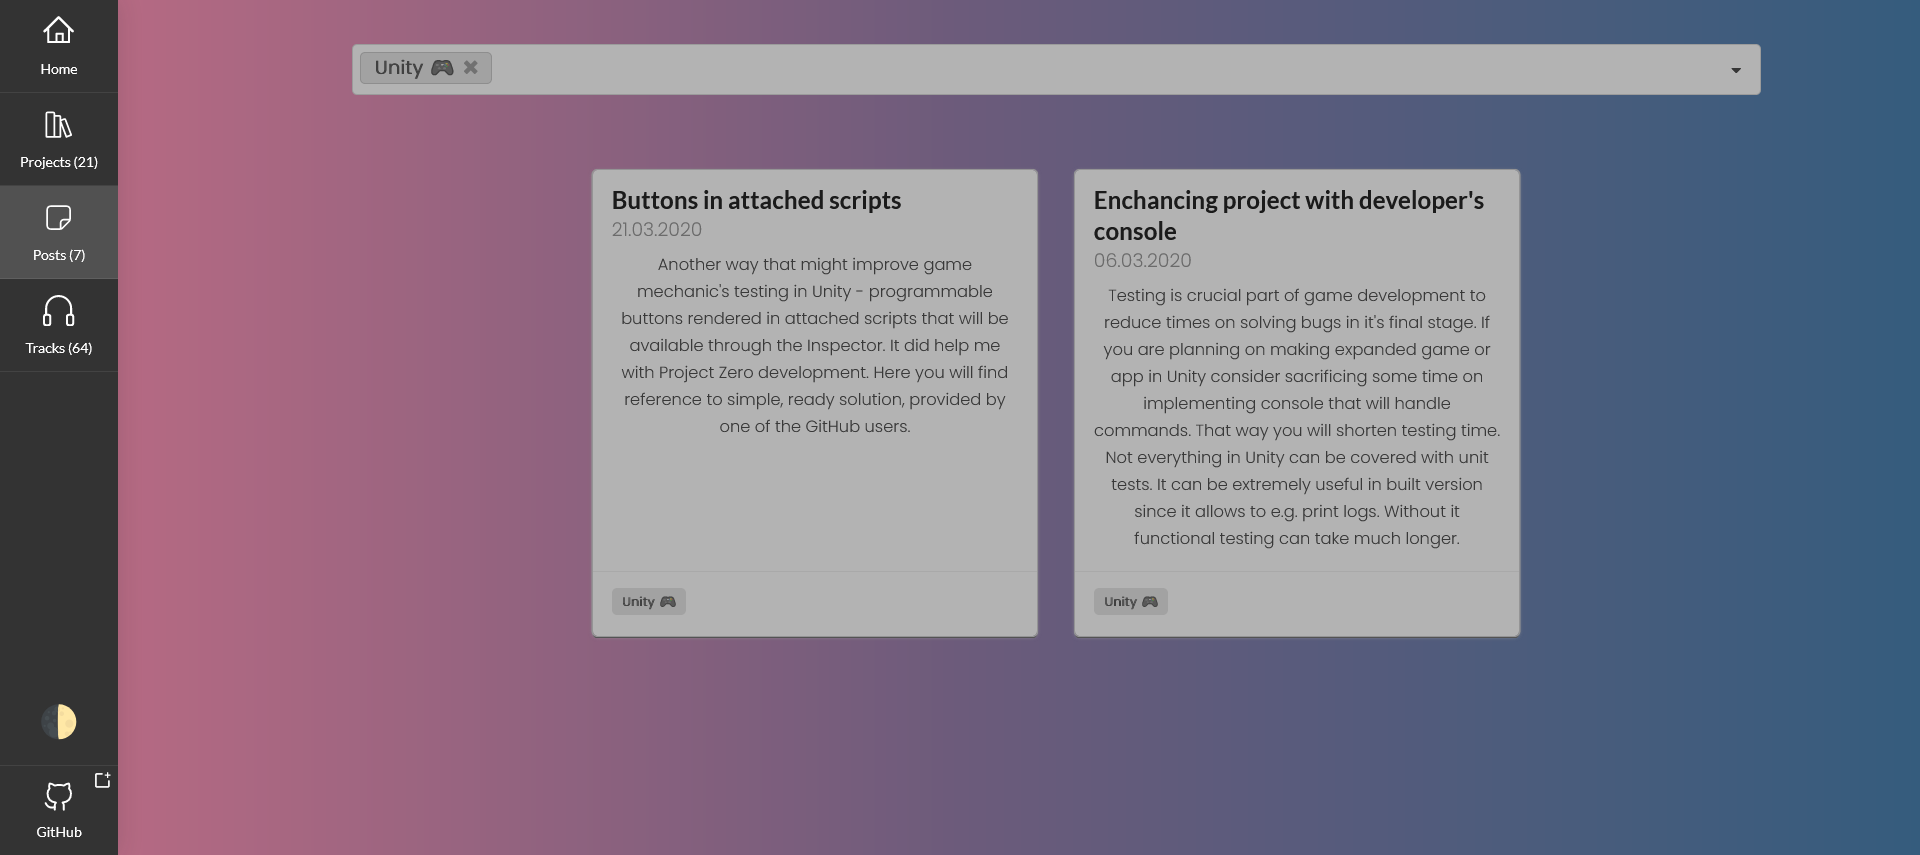 Home
Projects (21)
Posts (7)
Tracks (64)
GitHub
Unity 🎮 ✖
Buttons in attached scripts
21.03.2020
Another way that might improve game
mechanic's testing in Unity - programmable
buttons rendered in attached scripts that will be
available through the Inspector. It did help me
with Project Zero development. Here you will find
reference to simple, ready solution, provided by
one of the GitHub users.
Unity 🎮
Enchancing project with developer's
console
06.03.2020
Testing is crucial part of game development to
reduce times on solving bugs in it's final stage. If
you are planning on making expanded game or
app in Unity consider sacrificing some time on
implementing console that will handle
commands. That way you will shorten testing time.
Not everything in Unity can be covered with unit
tests. It can be extremely useful in built version
since it allows to e.g. print logs. Without it
functional testing can take much longer.
Unity 🎮